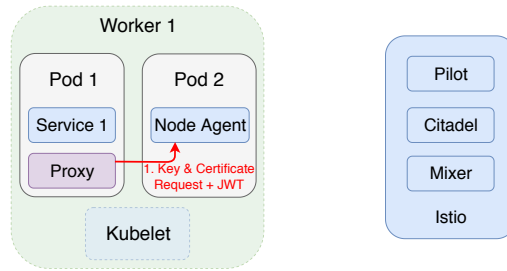 Worker 1
Pod 1
Pod 2
Service 1
Node Agent
Proxy
1. Key & Certificate
Request + JWT
Kubelet
Pilot
Citadel
Mixer
Istio